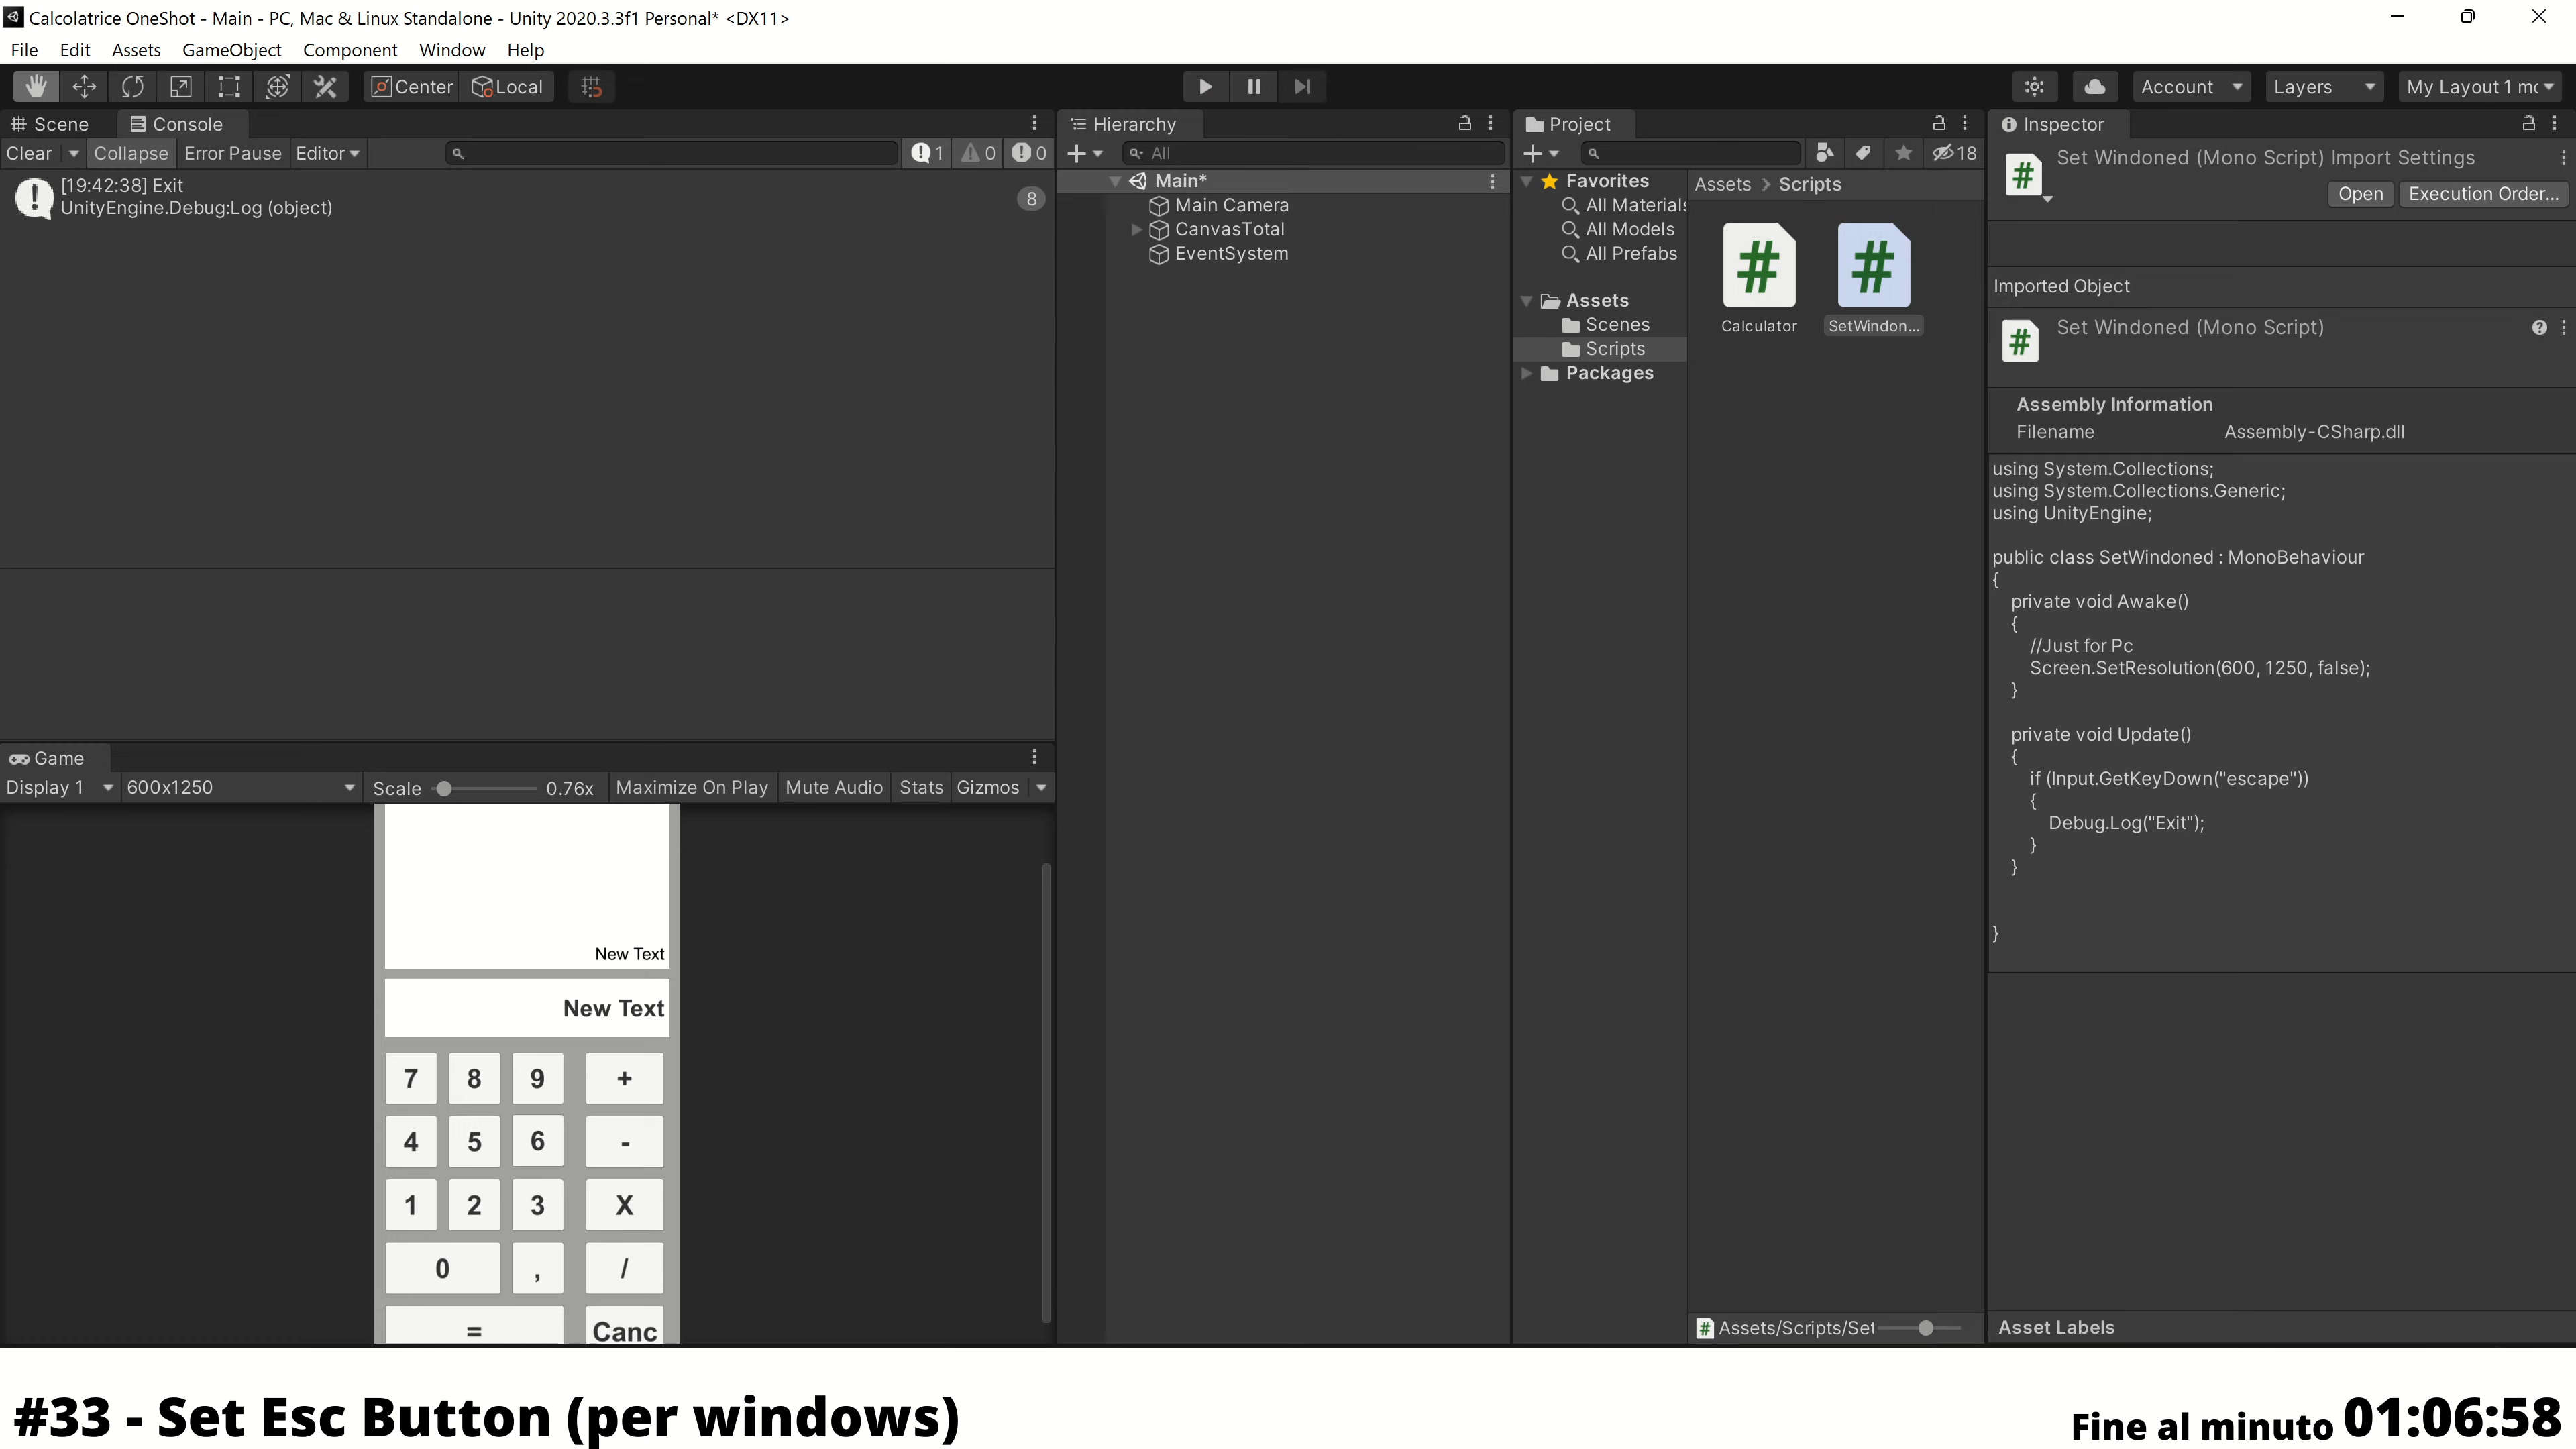 Calcolatrice OneShot - Main - PC, Mac & Linux Standalone - Unity 2020.3.3f1 Personal* <DX11>
File Edit Assets GameObject Component Window Help
Center Local
Account Layers My Layout 1 mo
Scene Console
Clear Collapse Error Pause Editor 1 0 0
[19:42:38] Exit
UnityEngine.Debug:Log (object)
8
Game
Display 1 600x1250 Scale 0.76x Maximize On Play Mute Audio Stats Gizmos
New Text
New Text
7 8 9 +
4 5 6 -
1 2 3 X
0 , /
= Canc
Hierarchy
All
Main*
Main Camera
CanvasTotal
EventSystem
Project
18
Favorites
All Materials
All Models
All Prefabs
Assets
Scenes
Scripts
Packages
Assets > Scripts
Calculator SetWindon...
Assets/Scripts/Set
Inspector
Set Windoned (Mono Script) Import Settings
Open Execution Order...
Imported Object
Set Windoned (Mono Script)
Assembly Information
Filename Assembly-CSharp.dll
using System.Collections;
using System.Collections.Generic;
using UnityEngine;
public class SetWindoned : MonoBehaviour
{
private void Awake()
{
//Just for Pc
Screen.SetResolution(600, 1250, false);
}
private void Update()
{
if (Input.GetKeyDown("escape"))
{
Debug.Log("Exit");
}
}
}
Asset Labels
#33 - Set Esc Button (per windows)
Fine al minuto 01:06:58